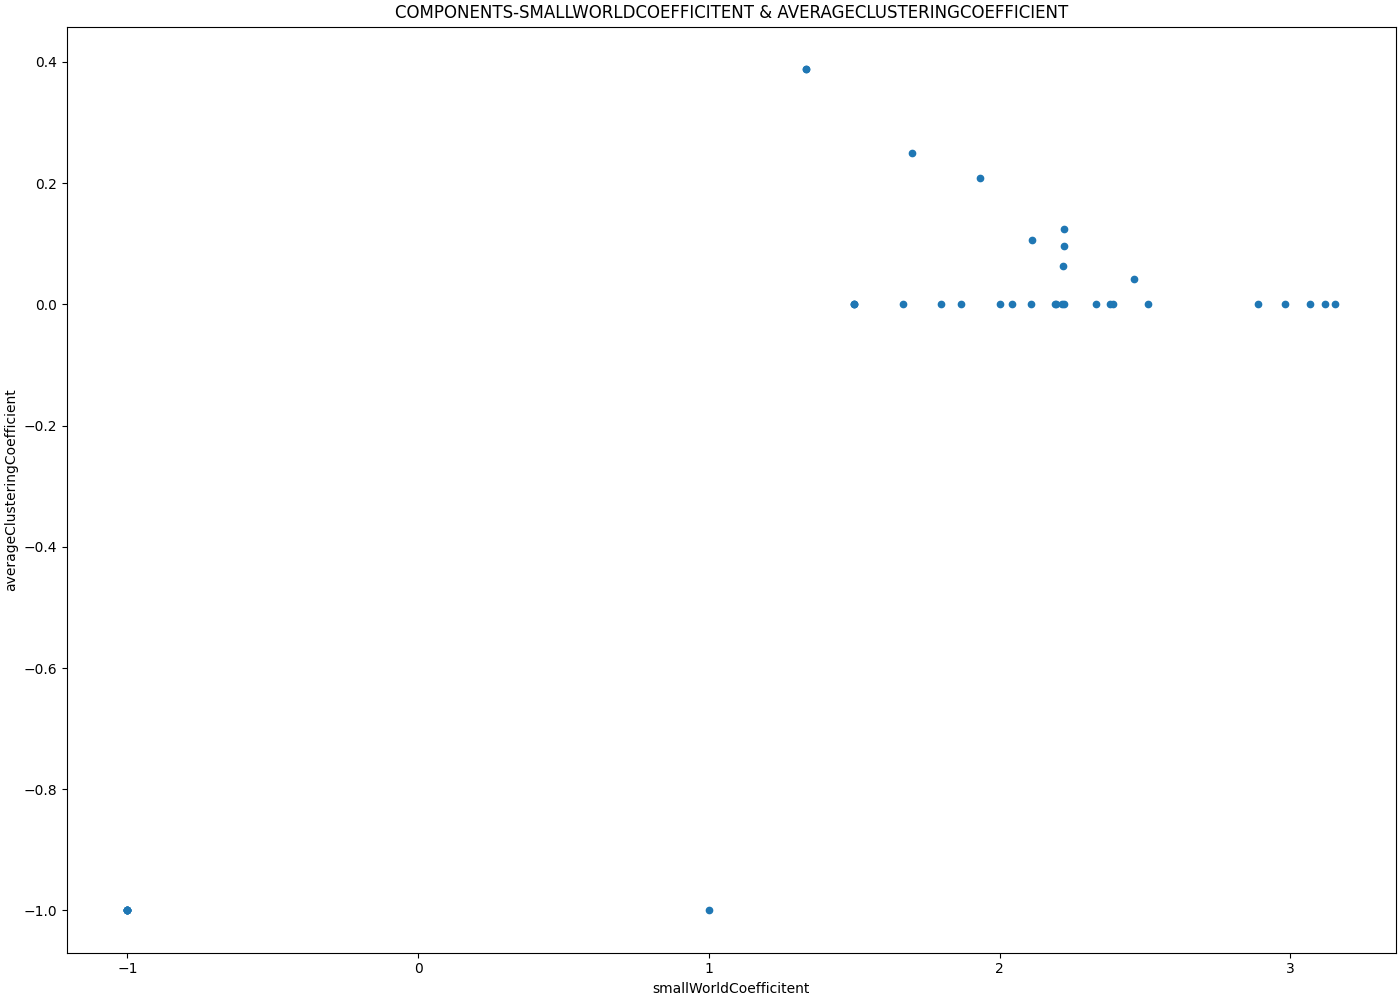 COMPONENTS-SMALLWORLDCOEFFICITENT & AVERAGECLUSTERINGCOEFFICIENT
0.4
0.2
0.0
−0.2
−0.4
−0.6
−0.8
−1.0
averageClusteringCoefficient
−1 0 1 2 3
smallWorldCoefficitent